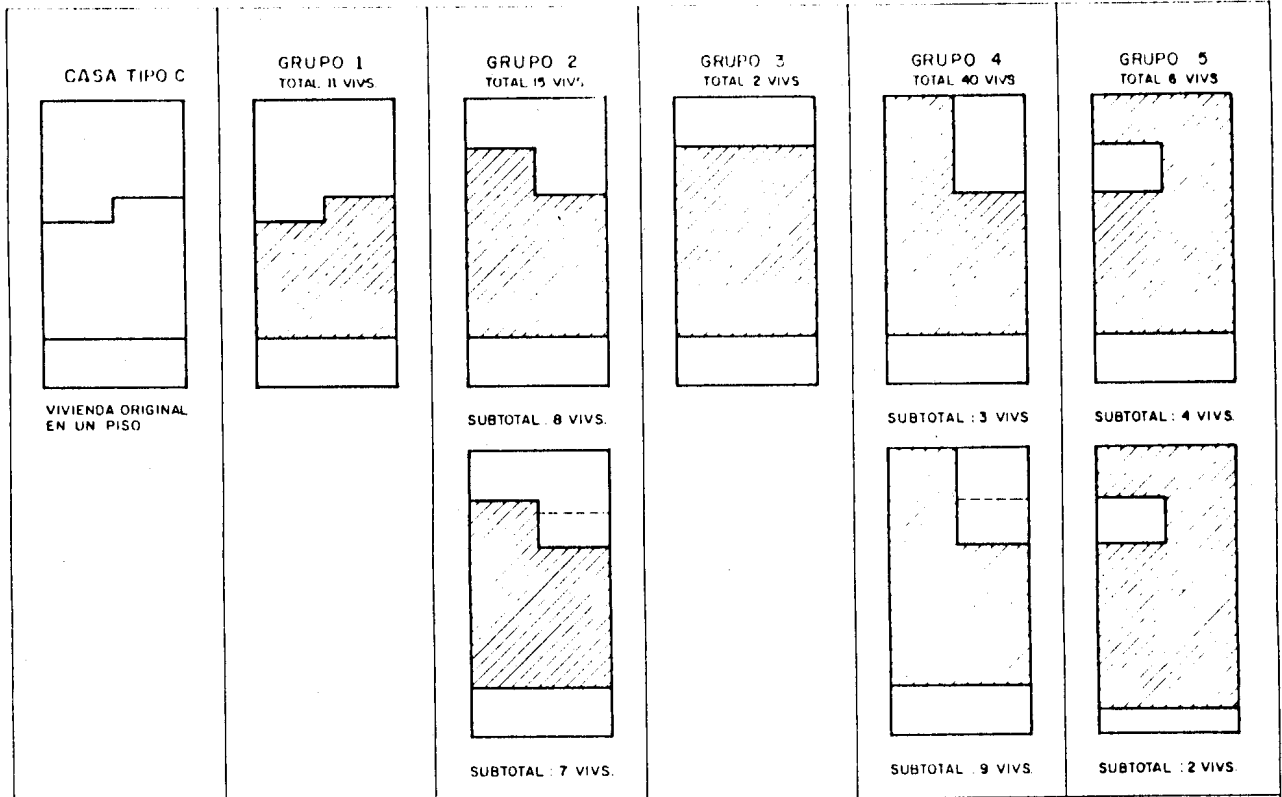 CASA TIPO C
VIVIENDA ORIGINAL
EN UN PISO
GRUPO 1
TOTAL 11 VIVS.
GRUPO 2
TOTAL 15 VIVS.
SUBTOTAL : 8 VIVS.
SUBTOTAL : 7 VIVS.
GRUPO 3
TOTAL 2 VIVS
GRUPO 4
TOTAL 40 VIVS
SUBTOTAL : 3 VIVS.
SUBTOTAL : 9 VIVS.
GRUPO 5
TOTAL 6 VIVS
SUBTOTAL : 4 VIVS.
SUBTOTAL : 2 VIVS.